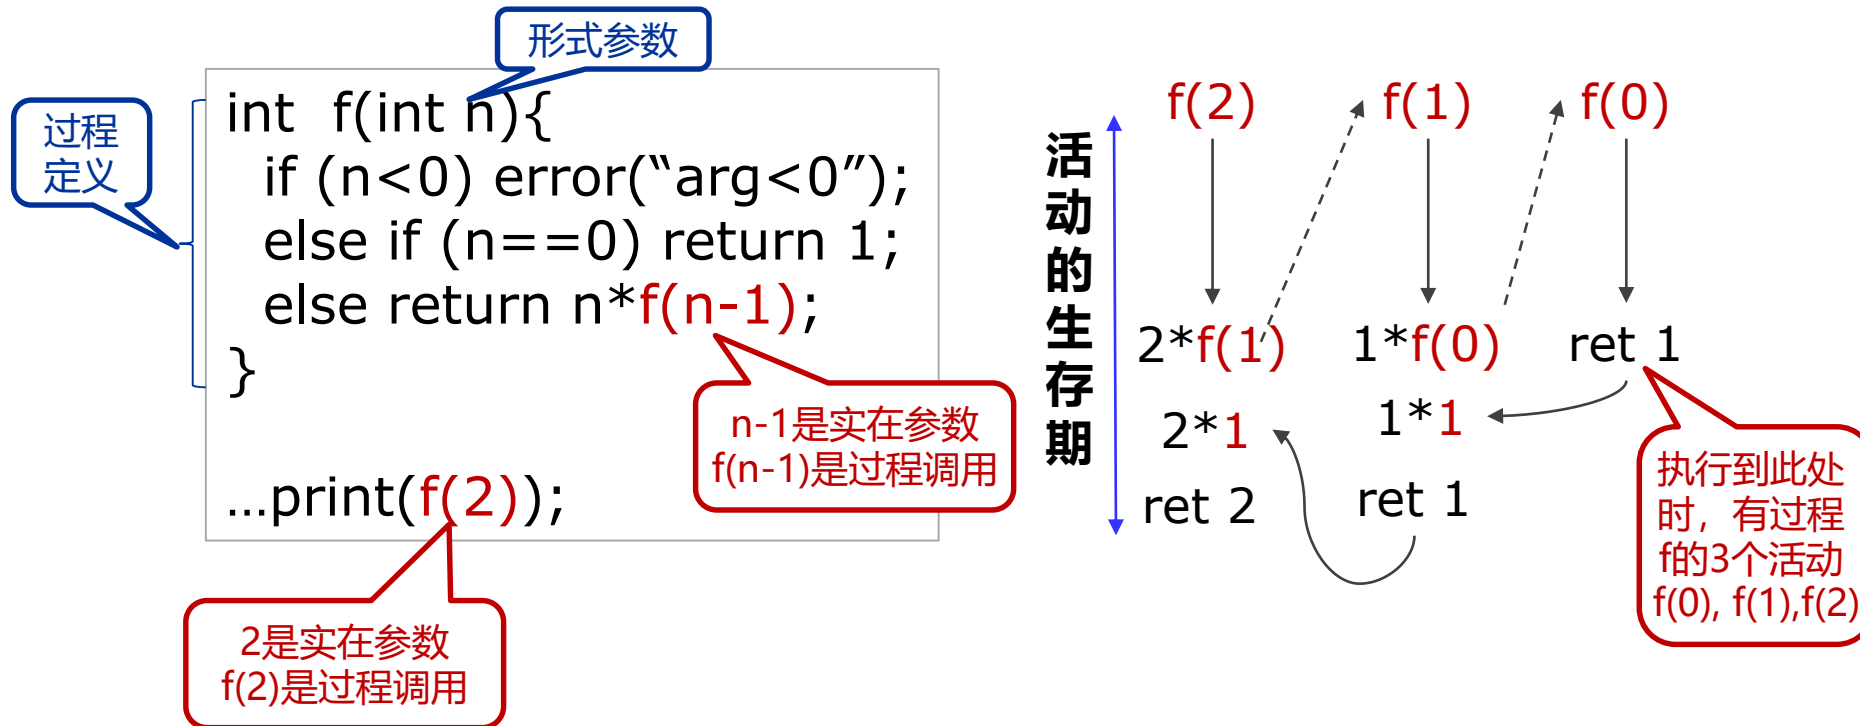 形式参数
过程
定义
int f(int n){
if (n<0) error(“arg<0”);
else if (n==0) return 1;
else return n*f(n-1);
}
n-1是实在参数
f(n-1)是过程调用
…print(f(2));
2是实在参数
f(2)是过程调用
活动的生存期
f(2) f(1) f(0)
2*f(1) 1*f(0) ret 1
2*1 1*1
ret 2 ret 1
执行到此处
时，有过程
f的3个活动
f(0), f(1),f(2)